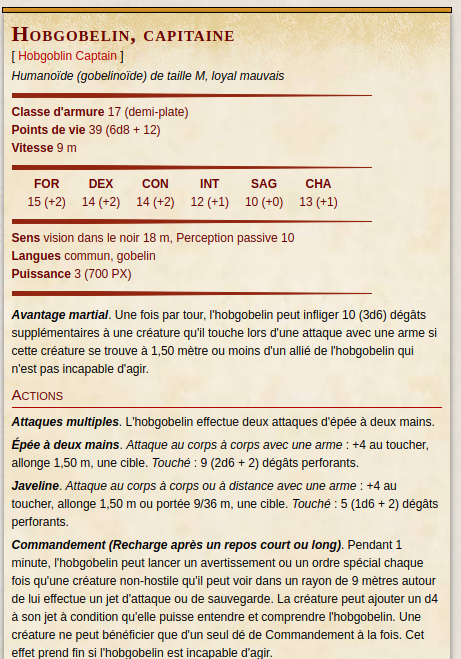 Hobgobelin, capitaine
[ Hobgoblin Captain ]
Humanoïde (gobelinoïde) de taille M, loyal mauvais
Classe d'armure 17 (demi-plate)
Points de vie 39 (6d8 + 12)
Vitesse 9 m
FOR DEX CON INT SAG CHA
15 (+2) 14 (+2) 14 (+2) 12 (+1) 10 (+0) 13 (+1)
Sens vision dans le noir 18 m, Perception passive 10
Langues commun, gobelin
Puissance 3 (700 PX)
Avantage martial. Une fois par tour, l'hobgobelin peut infliger 10 (3d6) dégâts
supplémentaires à une créature qu'il touche lors d'une attaque avec une arme si
cette créature se trouve à 1,50 mètre ou moins d'un allié de l'hobgobelin qui
n'est pas incapable d'agir.
Actions
Attaques multiples. L'hobgobelin effectue deux attaques d'épée à deux mains.
Épée à deux mains. Attaque au corps à corps avec une arme : +4 au toucher,
allonge 1,50 m, une cible. Touché : 9 (2d6 + 2) dégâts perforants.
Javeline. Attaque au corps à corps ou à distance avec une arme : +4 au
toucher, allonge 1,50 m ou portée 9/36 m, une cible. Touché : 5 (1d6 + 2) dégâts
perforants.
Commandement (Recharge après un repos court ou long). Pendant 1
minute, l'hobgobelin peut lancer un avertissement ou un ordre spécial chaque
fois qu'une créature non-hostile qu'il peut voir dans un rayon de 9 mètres autour
de lui effectue un jet d'attaque ou de sauvegarde. La créature peut ajouter un d4
à son jet à condition qu'elle puisse entendre et comprendre l'hobgobelin. Une
créature ne peut bénéficier que d'un seul dé de Commandement à la fois. Cet
effet prend fin si l'hobgobelin est incapable d'agir.